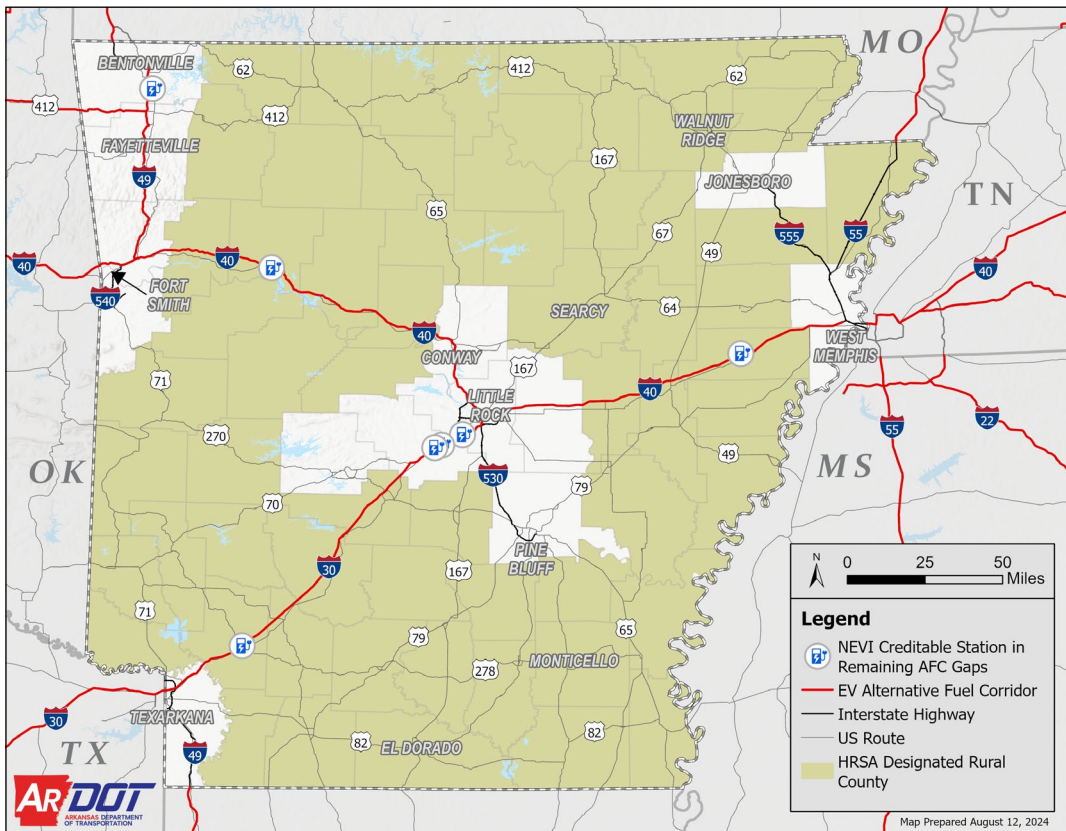 MO
BENTONVILLE
62
412
62
412
412
WALNUT
RIDGE
FAYETTEVILLE
167
49
JONESBORO
TN
65
67
555
55
49
40
40
40
40
FORT
SMITH
540
SEARCY
64
40
CONWAY
WEST
MEMPHIS
167
71
LITTLE
ROCK
40
22
55
270
OK
MS
49
530
79
70
PINE
BLUFF
30
167
71
65
79
MONTICELLO
278
TEXARKANA
30
82
82
EL DORADO
TX
49
N
0 25 50
Miles
Legend
NEVI Creditable Station in
Remaining AFC Gaps
EV Alternative Fuel Corridor
Interstate Highway
US Route
HRSA Designated Rural
County
ARDOT
ARKANSAS DEPARTMENT
OF TRANSPORTATION
Map Prepared August 12, 2024